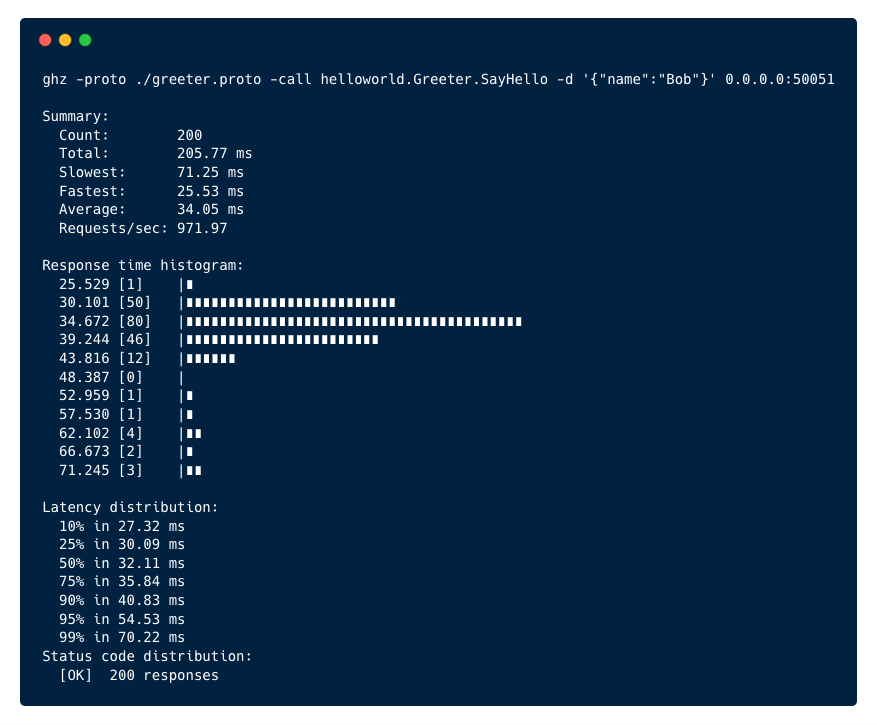 ghz -proto ./greeter.proto -call helloworld.Greeter.SayHello -d '{"name":"Bob"}' 0.0.0.0:50051
Summary:
Count: 200
Total: 205.77 ms
Slowest: 71.25 ms
Fastest: 25.53 ms
Average: 34.05 ms
Requests/sec: 971.97
Response time histogram:
25.529 [1] |∎
30.101 [50] |∎∎∎∎∎∎∎∎∎∎∎∎∎∎∎∎∎∎∎∎∎∎∎∎∎
34.672 [80] |∎∎∎∎∎∎∎∎∎∎∎∎∎∎∎∎∎∎∎∎∎∎∎∎∎∎∎∎∎∎∎∎∎∎∎∎∎∎∎∎
39.244 [46] |∎∎∎∎∎∎∎∎∎∎∎∎∎∎∎∎∎∎∎∎∎∎∎
43.816 [12] |∎∎∎∎∎∎
48.387 [0] |
52.959 [1] |∎
57.530 [1] |∎
62.102 [4] |∎∎
66.673 [2] |∎
71.245 [3] |∎∎
Latency distribution:
10% in 27.32 ms
25% in 30.09 ms
50% in 32.11 ms
75% in 35.84 ms
90% in 40.83 ms
95% in 54.53 ms
99% in 70.22 ms
Status code distribution:
[OK] 200 responses